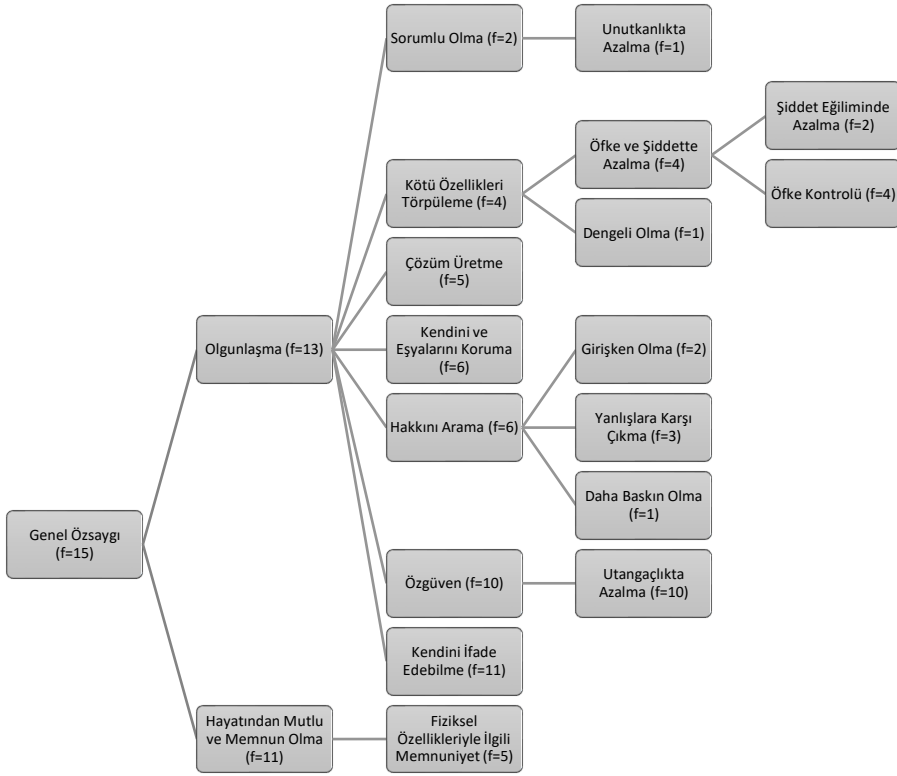 Genel Özsaygı
(f=15)
Olgunlaşma (f=13)
Sorumlu Olma (f=2)
Unutkanlıkta
Azalma (f=1)
Kötü Özellikleri
Törpüleme (f=4)
Öfke ve Şiddette
Azalma (f=4)
Şiddet Eğiliminde
Azalma (f=2)
Öfke Kontrolü (f=4)
Dengeli Olma (f=1)
Çözüm Üretme
(f=5)
Kendini ve
Eşyalarını Koruma
(f=6)
Hakkını Arama (f=6)
Girişken Olma (f=2)
Yanlışlara Karşı
Çıkma (f=3)
Daha Baskın Olma
(f=1)
Özgüven (f=10)
Utangaçlıkta
Azalma (f=10)
Kendini İfade
Edebilme (f=11)
Hayatından Mutlu
ve Memnun Olma
(f=11)
Fiziksel
Özellikleriyle İlgili
Memnuniyet (f=5)